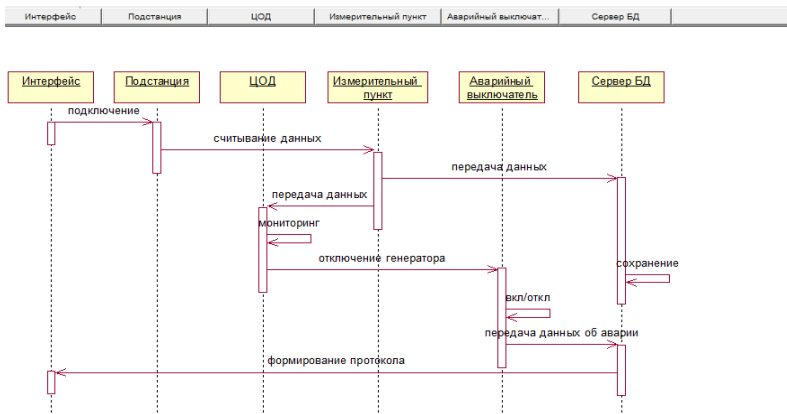 Интерфейс
Подстанция
ЦОД
Измерительный пункт
Аварийный выключат...
Сервер БД
Интерфейс
Подстанция
ЦОД
Измерительный
пункт
Аварийный
выключатель
Сервер БД
подключение
считывание данных
передача данных
передача данных
мониторинг
отключение генератора
сохранение
вкл/откл
передача данных об аварии
формирование протокола